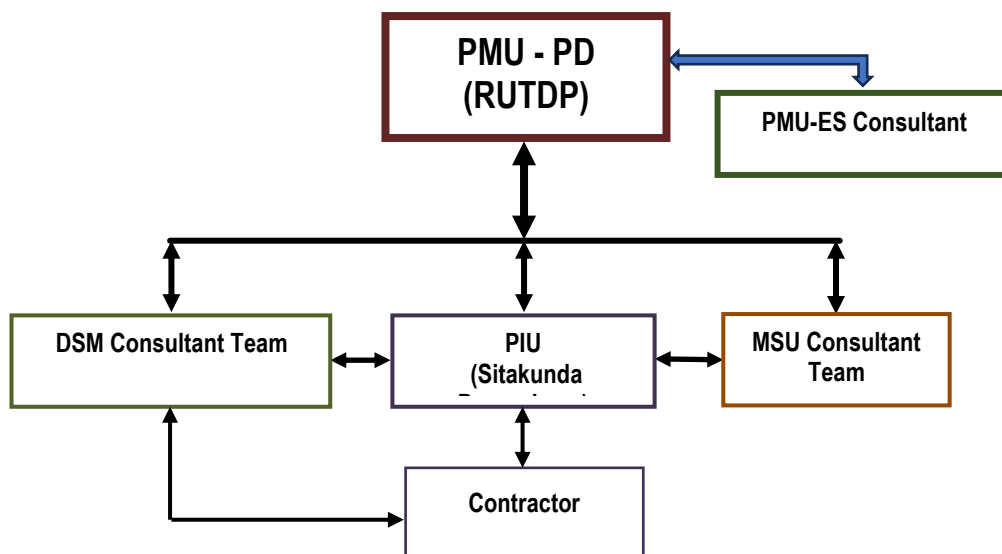 PMU - PD
(RUTDP)
PMU-ES Consultant
DSM Consultant Team
PIU
(Sitakunda
MSU Consultant
Team
Contractor